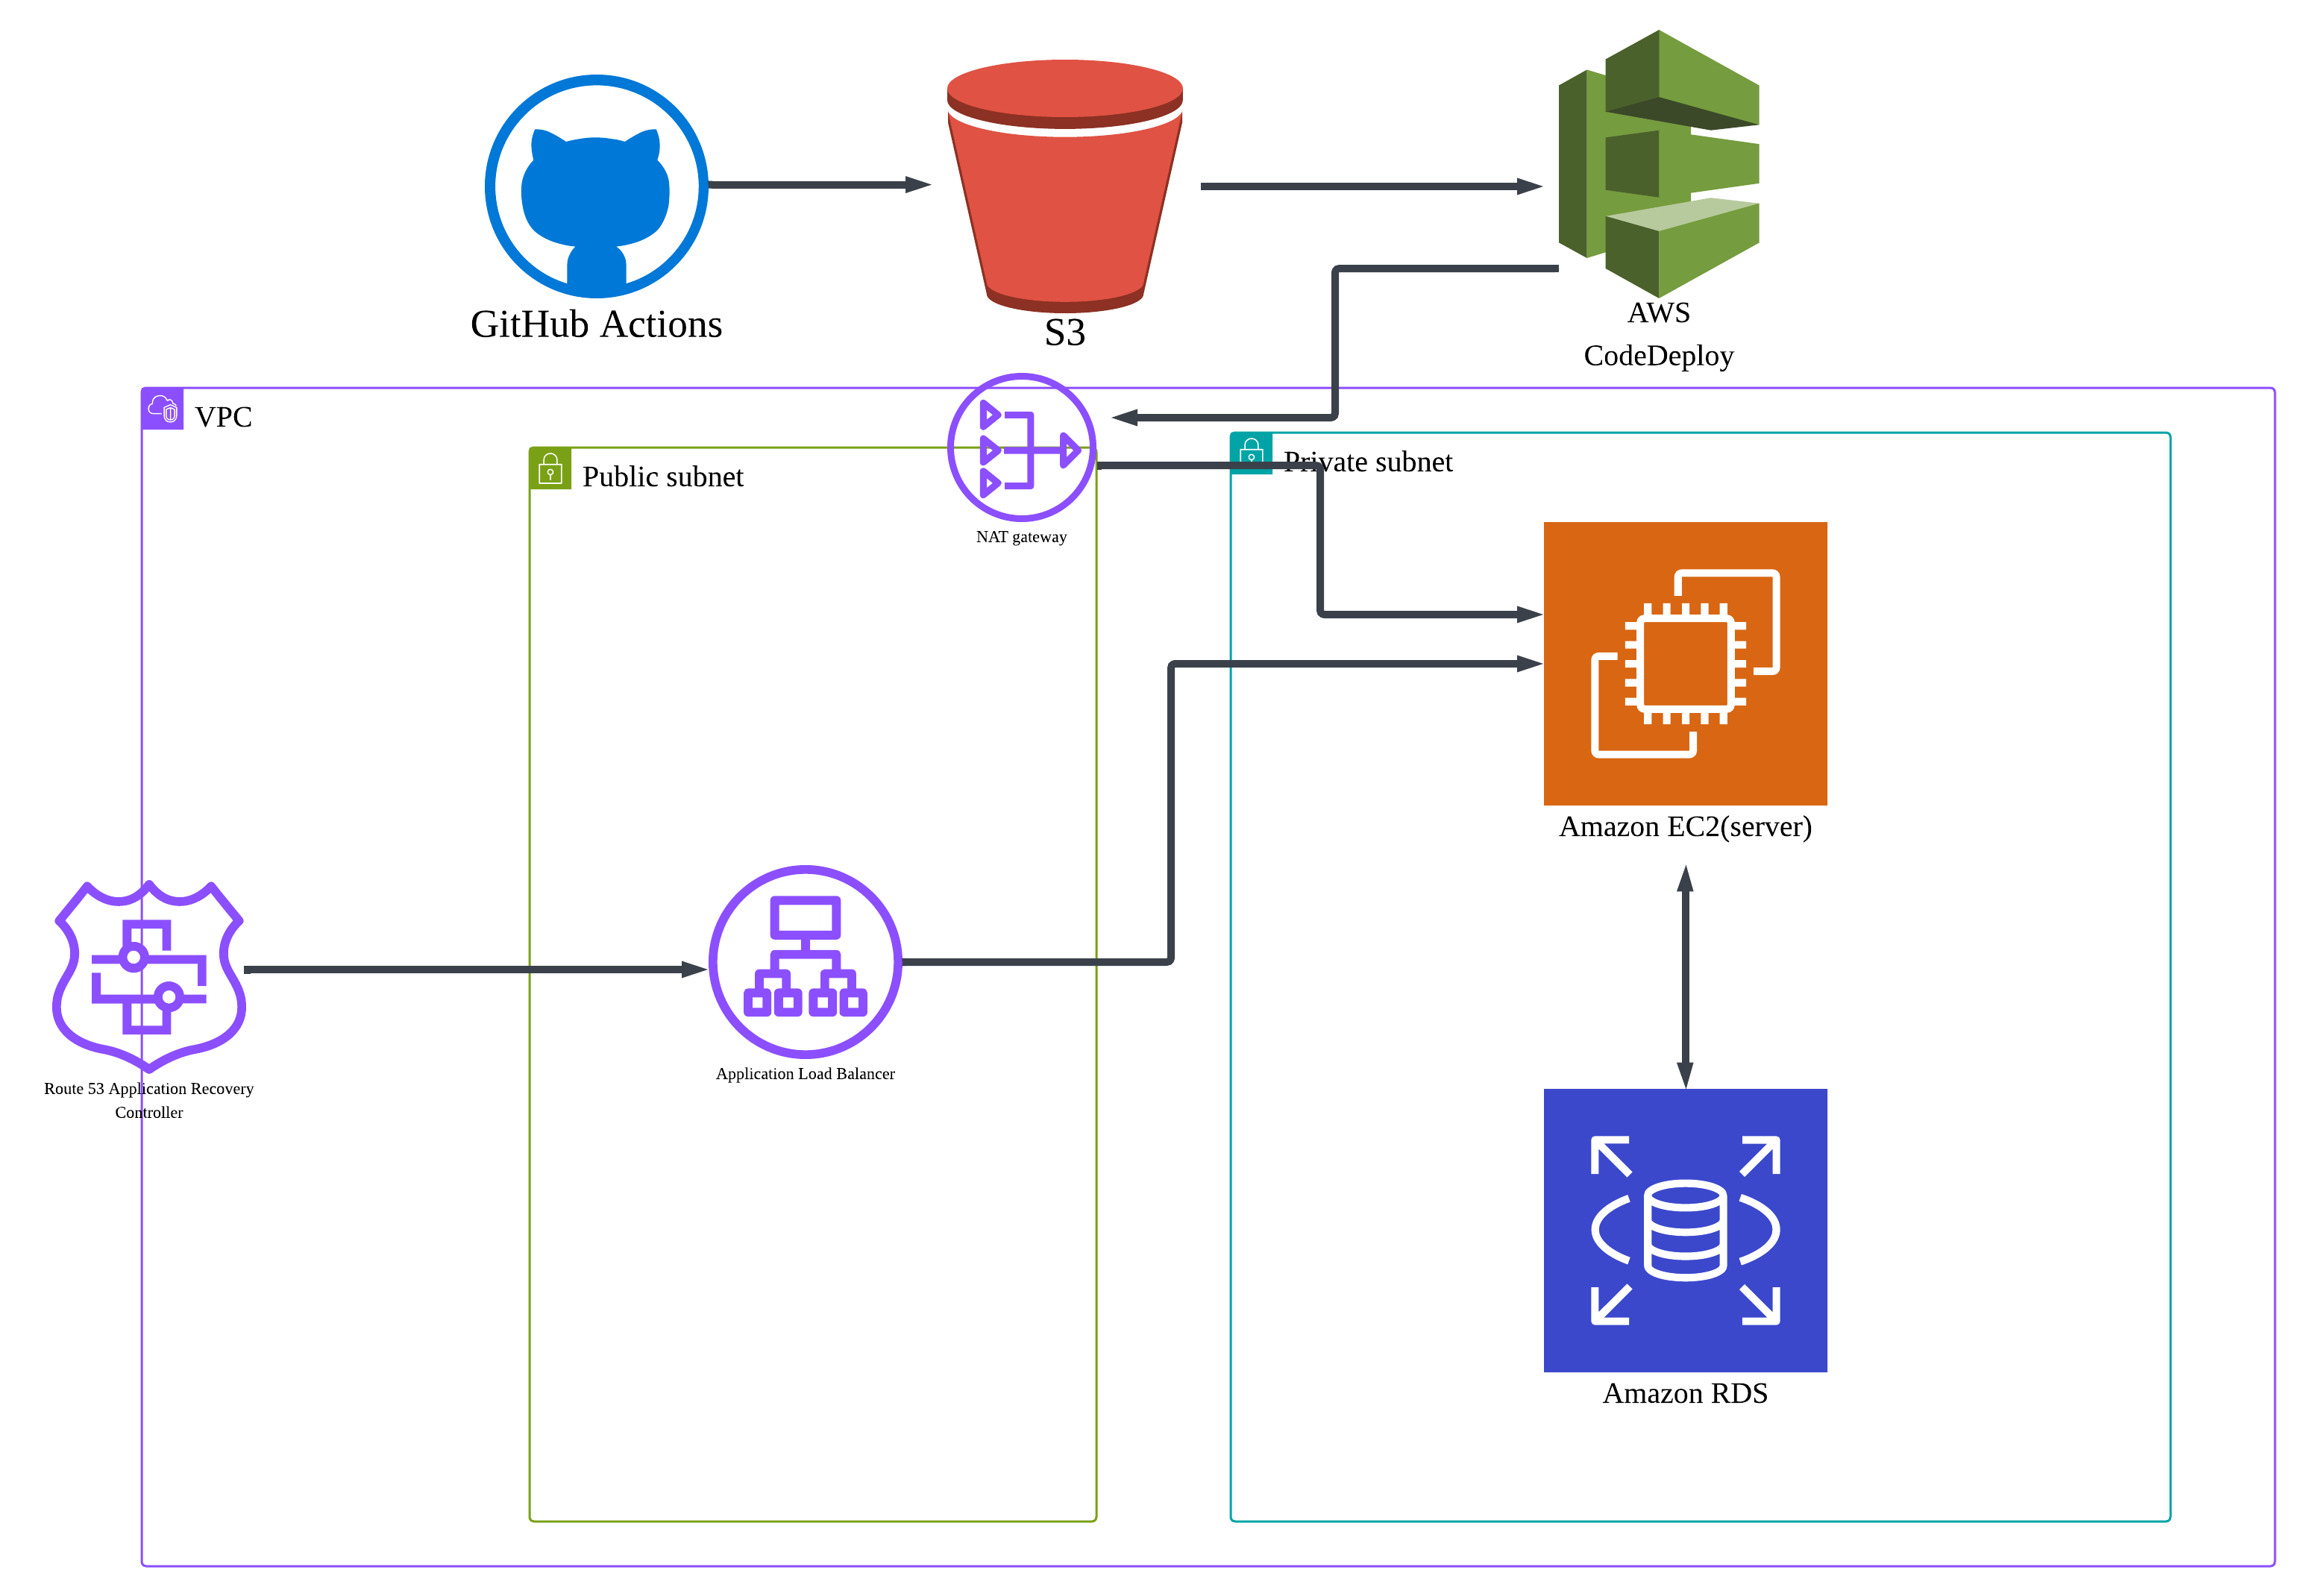 GitHub Actions
S3
AWS
CodeDeploy
VPC
Public subnet
NAT gateway
Private subnet
Amazon EC2(server)
Route 53 Application Recovery
Controller
Application Load Balancer
Amazon RDS